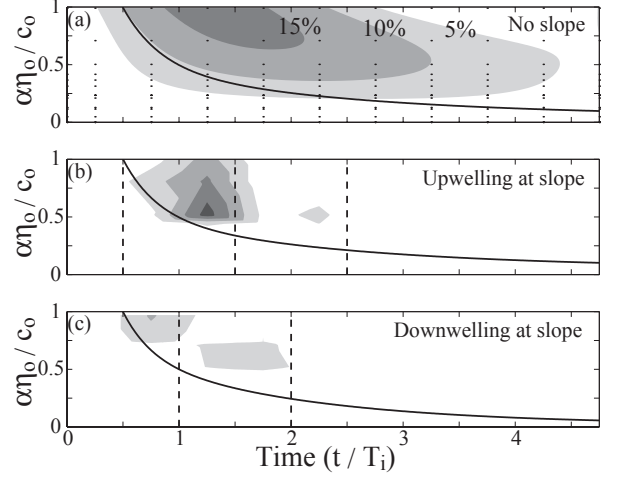 1
(a)
15%
10%
5%
No slope
0.5
αη₀ / c₀
0
1
(b)
Upwelling at slope
0.5
αη₀ / c₀
0
1
(c)
Downwelling at slope
0.5
αη₀ / c₀
0
0 1 2 3 4
Time (t / Tᵢ)